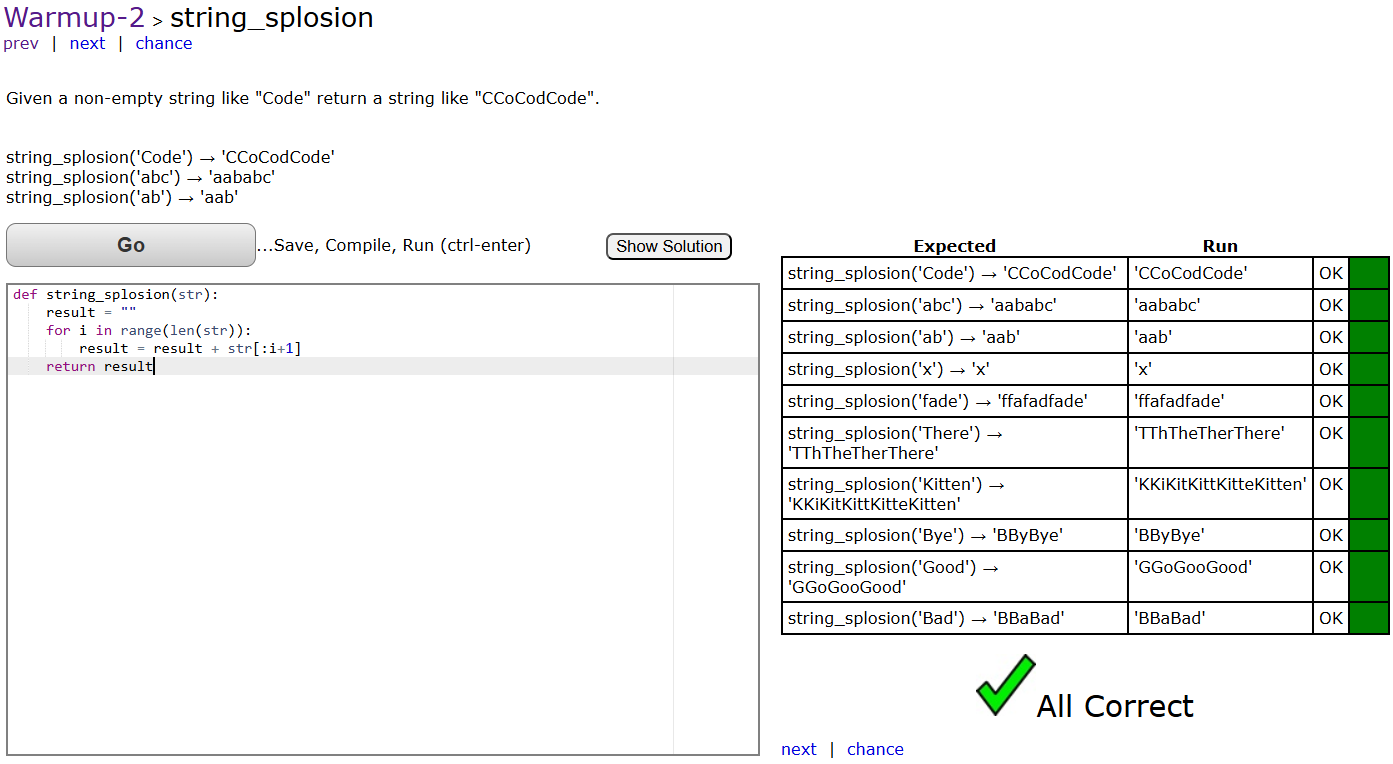 Warmup-2 > string_splosion
prev | next | chance
Given a non-empty string like "Code" return a string like "CCoCodCode".
string_splosion('Code') → 'CCoCodCode'
string_splosion('abc') → 'aababc'
string_splosion('ab') → 'aab'
Go
...Save, Compile, Run (ctrl-enter)
Show Solution
def string_splosion(str):
    result = ""
    for i in range(len(str)):
        result = result + str[:i+1]
    return result
Expected Run
string_splosion('Code') → 'CCoCodCode' 'CCoCodCode' OK
string_splosion('abc') → 'aababc' 'aababc' OK
string_splosion('ab') → 'aab' 'aab' OK
string_splosion('x') → 'x' 'x' OK
string_splosion('fade') → 'ffafadfade' 'ffafadfade' OK
string_splosion('There') → 'TThTheTherThere' OK
'TThTheTherThere'
string_splosion('Kitten') → 'KKiKitKittKitteKitten' OK
'KKiKitKittKitteKitten'
string_splosion('Bye') → 'BByBye' 'BByBye' OK
string_splosion('Good') → 'GGoGooGood' OK
'GGoGooGood'
string_splosion('Bad') → 'BBaBad' 'BBaBad' OK
All Correct
next | chance